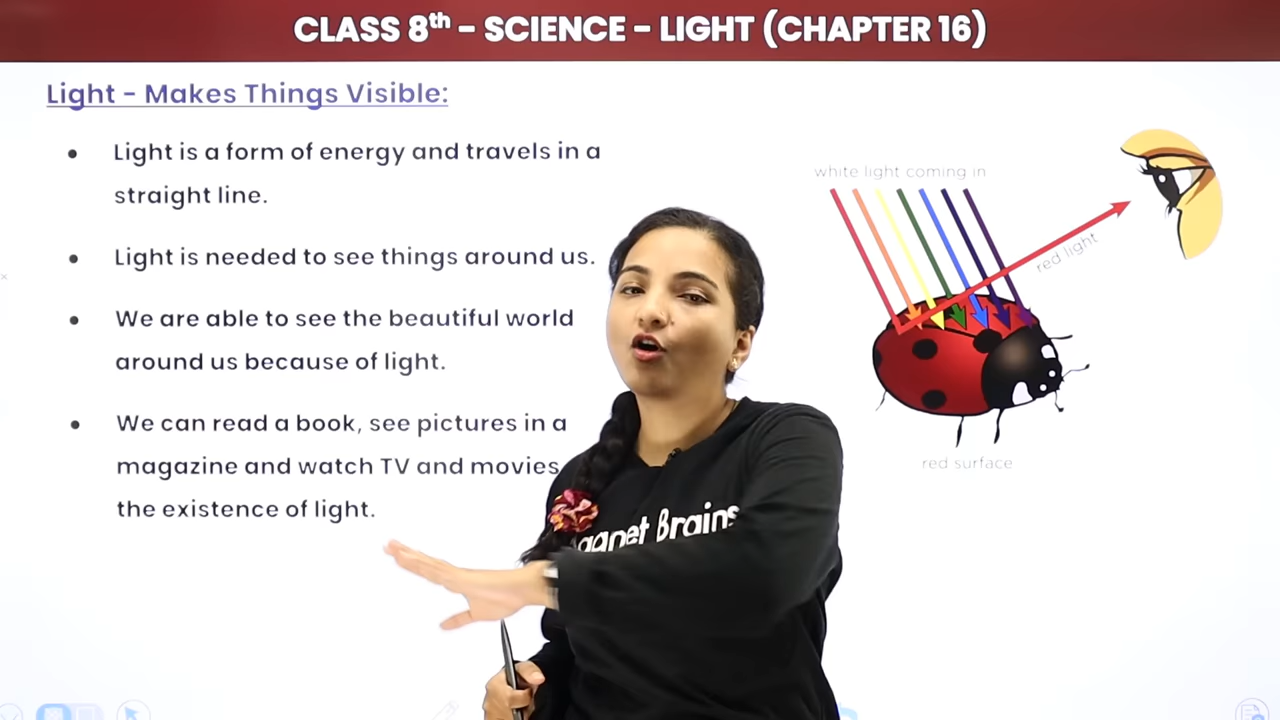 CLASS 8th - SCIENCE - LIGHT (CHAPTER 16)
Light - Makes Things Visible:
Light is a form of energy and travels in a
straight line.
Light is needed to see things around us.
We are able to see the beautiful world
around us because of light.
We can read a book, see pictures in a
magazine and watch TV and movies
the existence of light.
white light coming in
red light
red surface
Brains